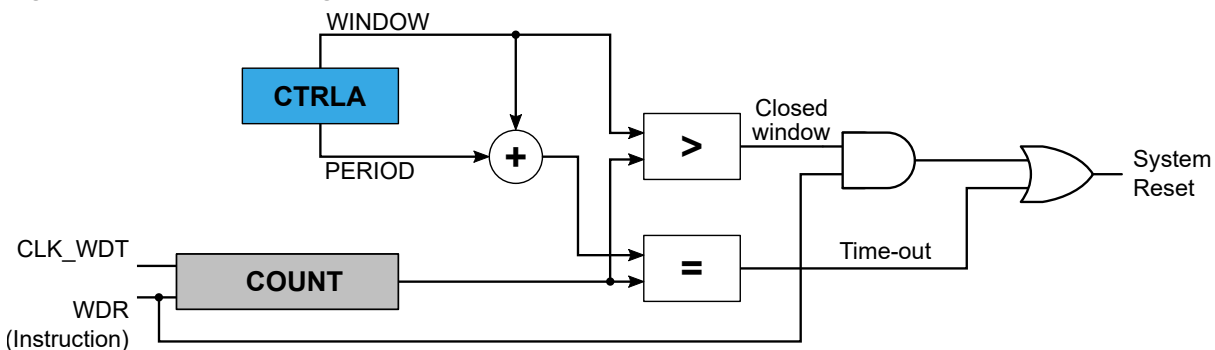 WINDOW
CTRLA
PERIOD
+
>
Closed
window
System
Reset
CLK_WDT
COUNT
=
Time-out
WDR
(Instruction)